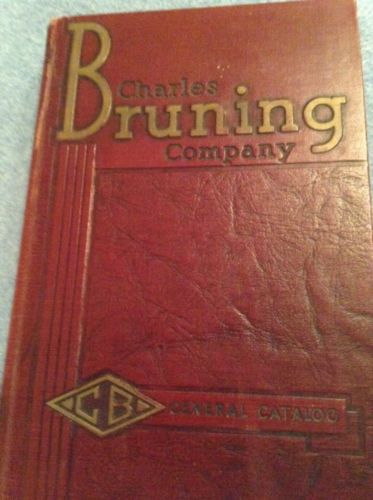 Charles
Bruning
Company
CB
GENERAL CATALOG